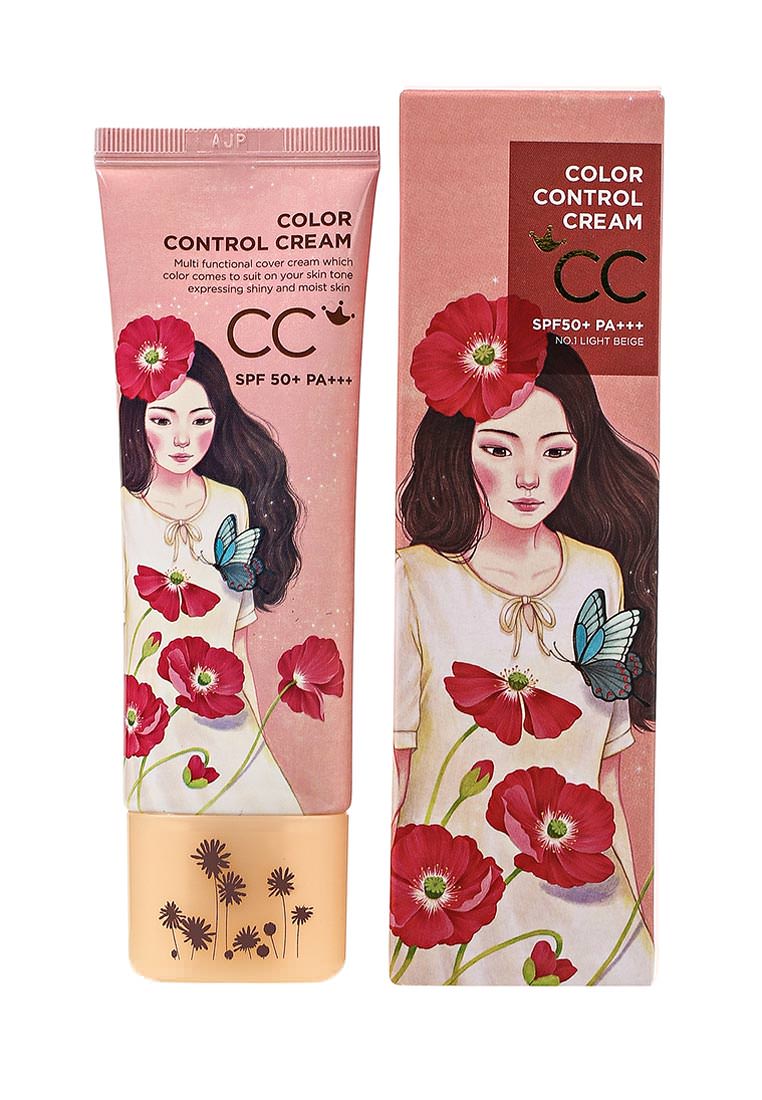 AJP
COLOR
CONTROL CREAM
Multi functional cover cream which
color comes to suit on your skin tone
expressing shiny and moist skin
CC
SPF 50+ PA+++
COLOR
CONTROL
CREAM
CC
SPF50+ PA+++
NO.1 LIGHT BEIGE